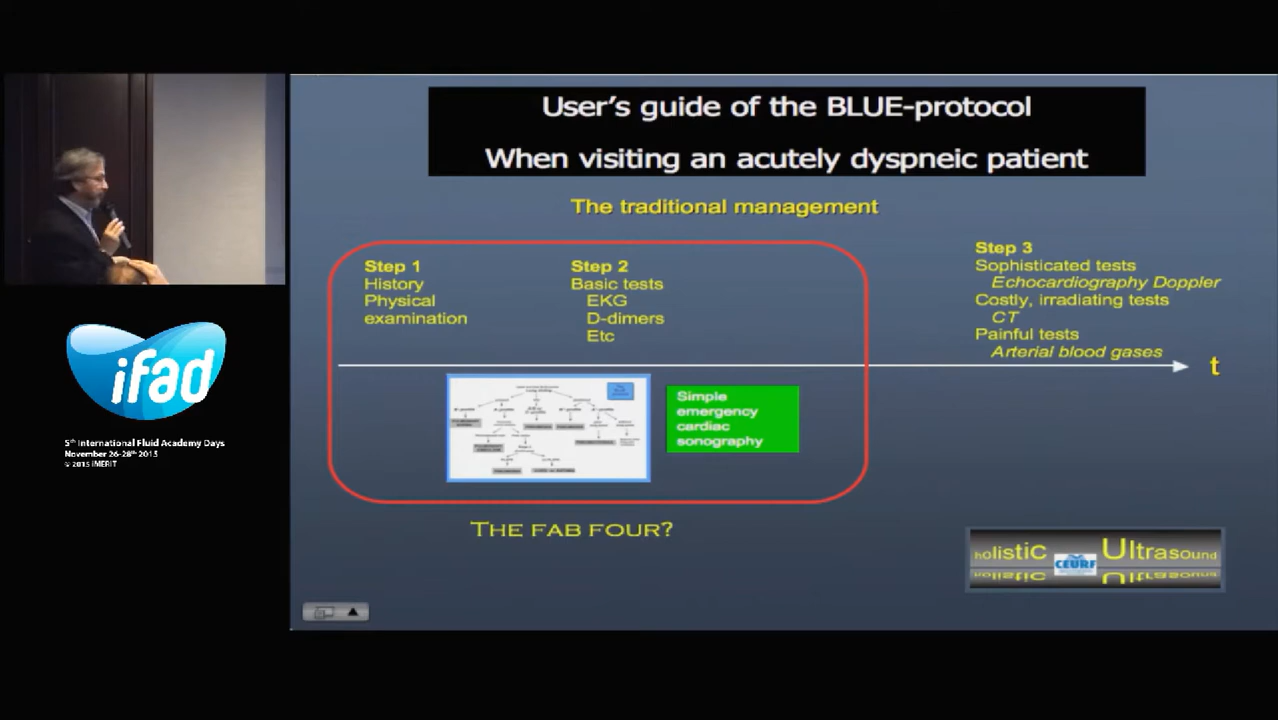 User's guide of the BLUE-protocol
When visiting an acutely dyspneic patient
The traditional management
Step 1
History
Physical
examination
Step 2
Basic tests
EKG
D-dimers
Etc
Step 3
Sophisticated tests
Echocardiography Doppler
Costly, irradiating tests
CT
Painful tests
Arterial blood gases
t
Simple
emergency
cardiac
sonography
THE FAB FOUR?
holistic Ultrasound
CEURF
ifad
5th International Fluid Academy Days
November 26-28th 2015
© 2015 iMERiT